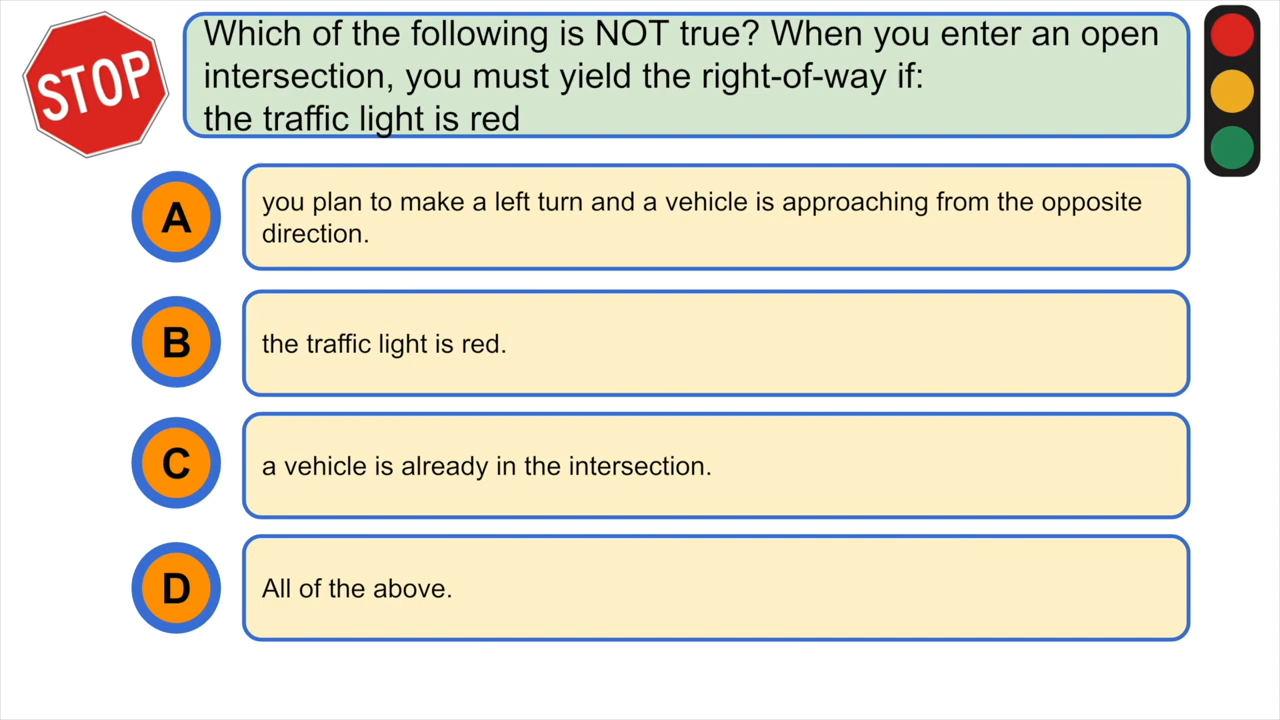 STOP
Which of the following is NOT true? When you enter an open
intersection, you must yield the right-of-way if:
the traffic light is red
A
you plan to make a left turn and a vehicle is approaching from the opposite
direction.
B
the traffic light is red.
C
a vehicle is already in the intersection.
D
All of the above.